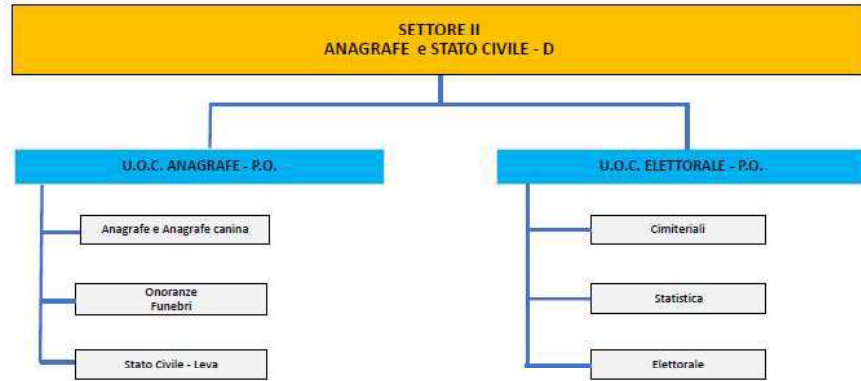 SETTORE II
ANAGRAFE e STATO CIVILE - D
U.O.C. ANAGRAFE - P.O.
Anagrafe e Anagrafe canina
Onoranze
Funebri
Stato Civile - Leva
U.O.C. ELETTORALE - P.O.
Cimiteriali
Statistica
Elettorale